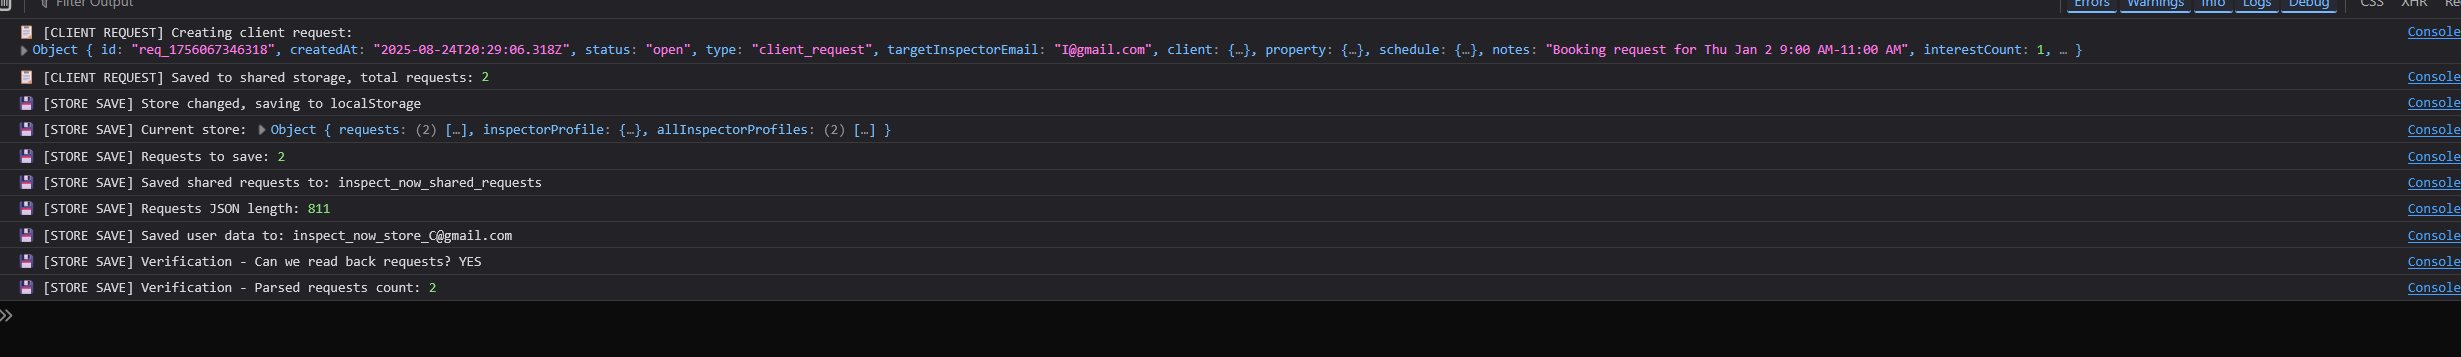 Filter Output
Errors Warnings Info Logs Debug CSS XHR Re
[CLIENT REQUEST] Creating client request: Console
Object { id: "req_1756067346318", createdAt: "2025-08-24T20:29:06.318Z", status: "open", type: "client_request", targetInspectorEmail: "I@gmail.com", client: {…}, property: {…}, schedule: {…}, notes: "Booking request for Thu Jan 2 9:00 AM-11:00 AM", interestCount: 1, … }
[CLIENT REQUEST] Saved to shared storage, total requests: 2 Console
[STORE SAVE] Store changed, saving to localStorage Console
[STORE SAVE] Current store: Object { requests: (2) […], inspectorProfile: {…}, allInspectorProfiles: (2) […] } Console
[STORE SAVE] Requests to save: 2 Console
[STORE SAVE] Saved shared requests to: inspect_now_shared_requests Console
[STORE SAVE] Requests JSON length: 811 Console
[STORE SAVE] Saved user data to: inspect_now_store_C@gmail.com Console
[STORE SAVE] Verification - Can we read back requests? YES Console
[STORE SAVE] Verification - Parsed requests count: 2 Console